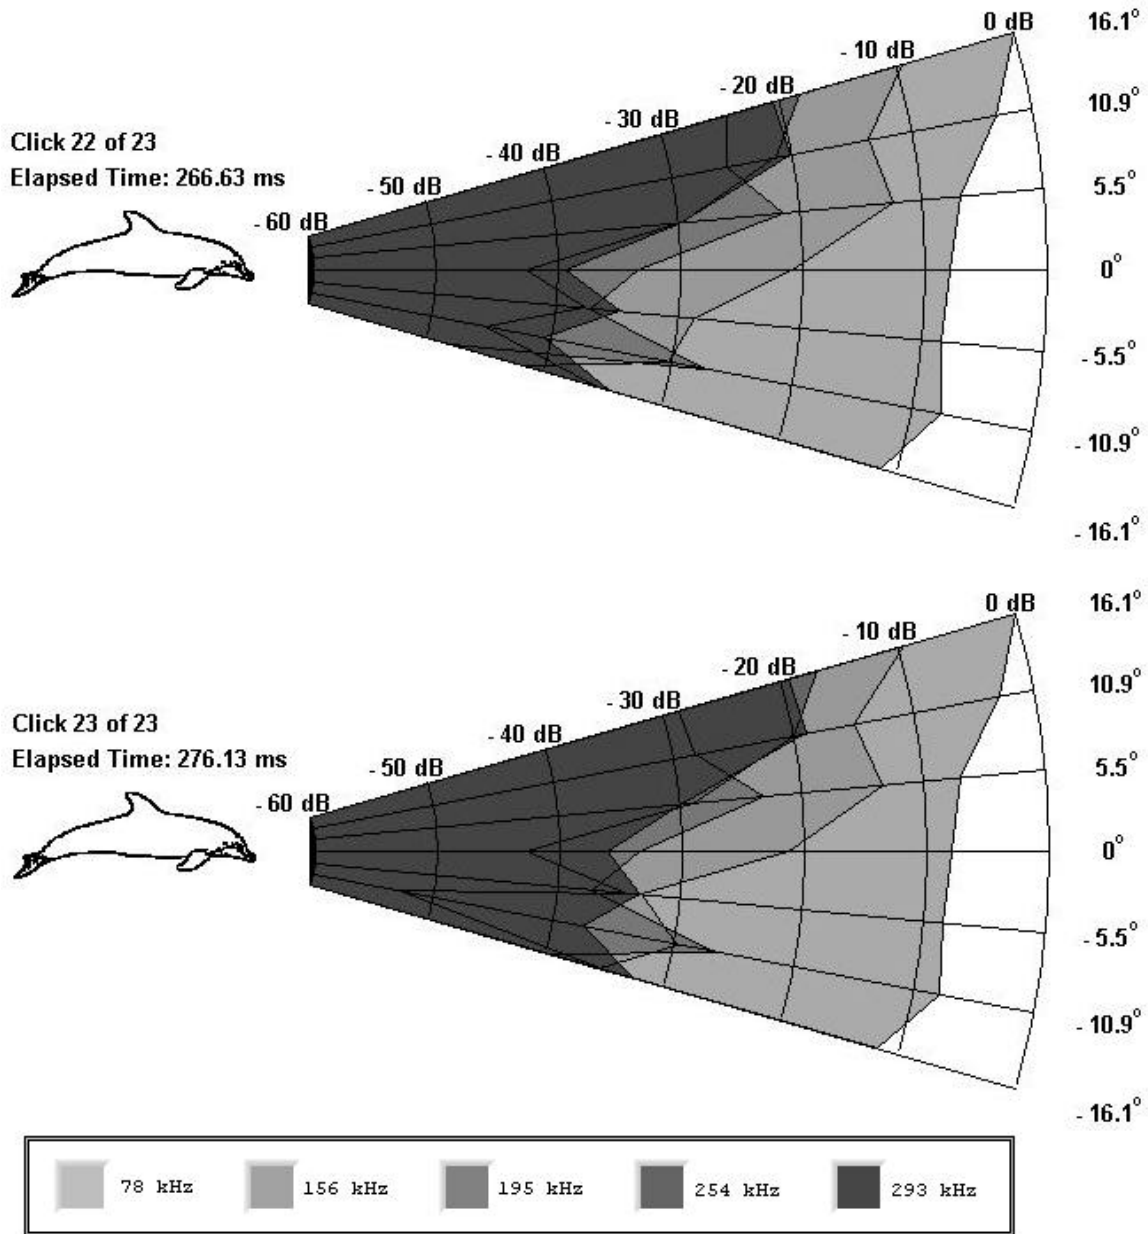 0 dB
16.1°
- 10 dB
- 20 dB
10.9°
- 30 dB
Click 22 of 23
- 40 dB
Elapsed Time: 266.63 ms
- 50 dB
5.5°
- 60 dB
0°
- 5.5°
- 10.9°
- 16.1°
0 dB
16.1°
- 10 dB
- 20 dB
10.9°
- 30 dB
Click 23 of 23
- 40 dB
Elapsed Time: 276.13 ms
- 50 dB
5.5°
- 60 dB
0°
- 5.5°
- 10.9°
- 16.1°
78 kHz 156 kHz 195 kHz 254 kHz 293 kHz